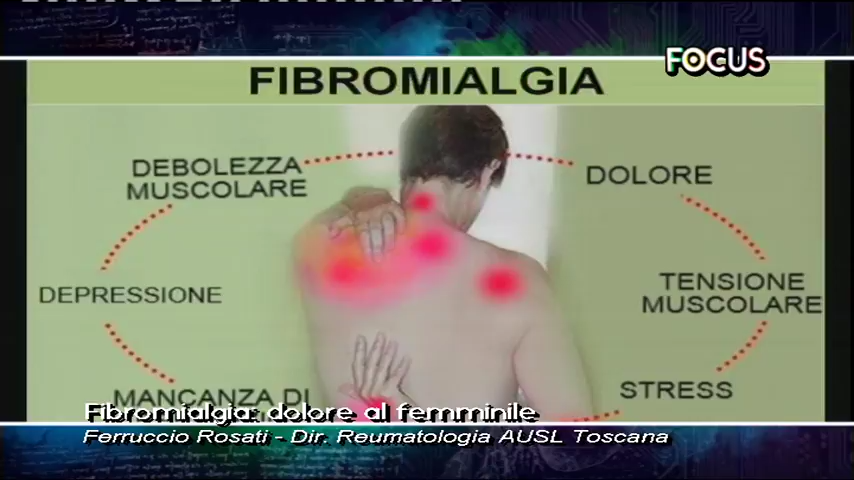 FOCUS
FIBROMIALGIA
DEBOLEZZA
MUSCOLARE
DOLORE
DEPRESSIONE
TENSIONE
MUSCOLARE
STRESS
MANCANZA DI
Fibromialgia: dolore al femminile
Ferruccio Rosati - Dir. Reumatologia AUSL Toscana